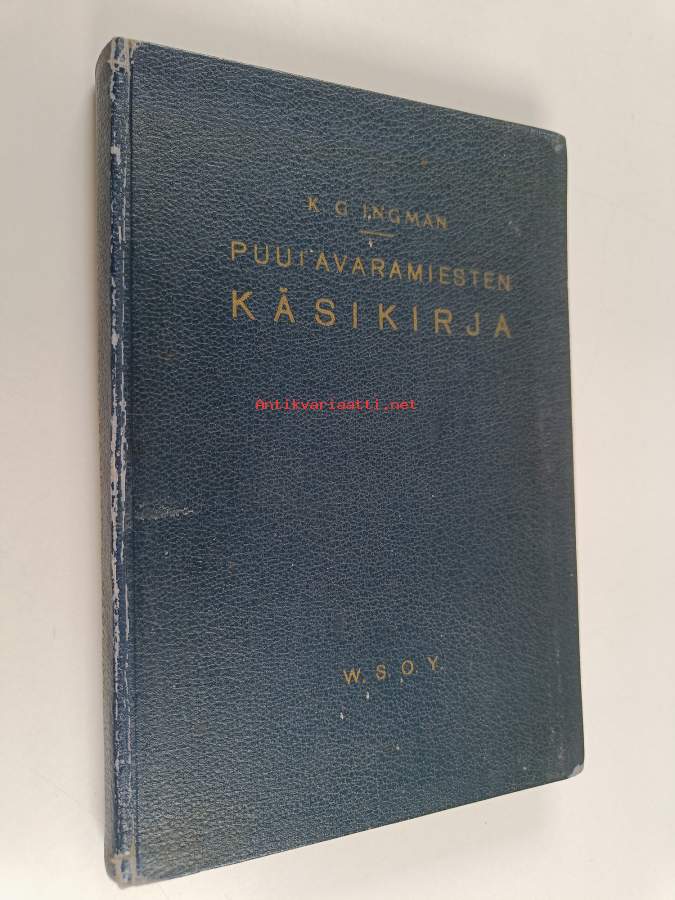 K. G. INGMAN
PUUTAVARAMIESTEN
KÄSIKIRJA
Antikvariaatti.net
W. S. O. Y.